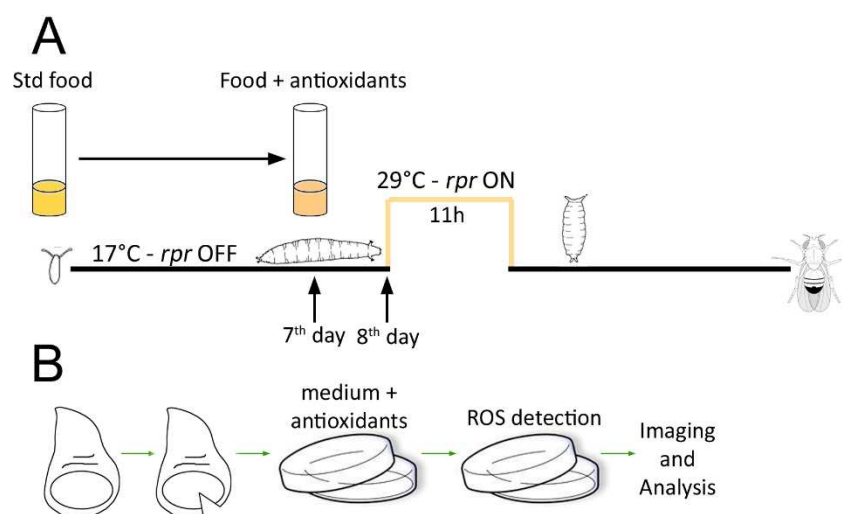 A
Std food
Food + antioxidants
29°C - rpr ON
11h
17°C - rpr OFF
7th day
8th day
B
medium +
antioxidants
ROS detection
Imaging
and
Analysis